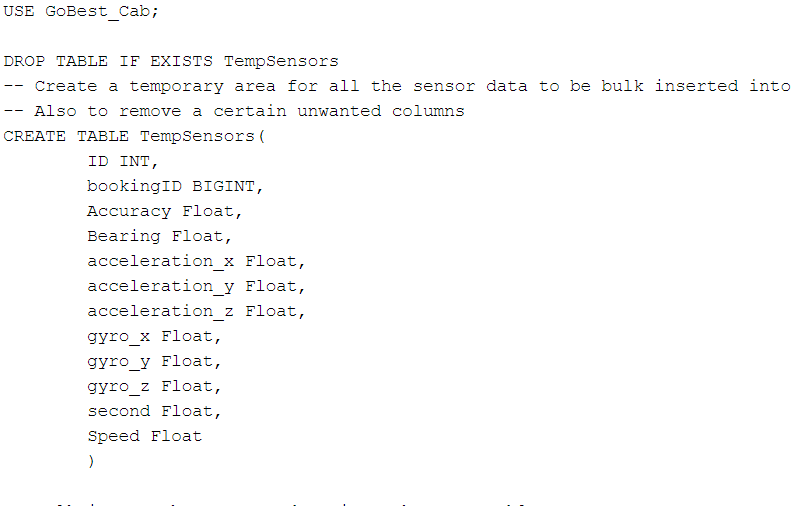 USE GoBest_Cab;
DROP TABLE IF EXISTS TempSensors
-- Create a temporary area for all the sensor data to be bulk inserted into
-- Also to remove a certain unwanted columns
CREATE TABLE TempSensors(
ID INT,
bookingID BIGINT,
Accuracy Float,
Bearing Float,
acceleration_x Float,
acceleration_y Float,
acceleration_z Float,
gyro_x Float,
gyro_y Float,
gyro_z Float,
second Float,
Speed Float
)